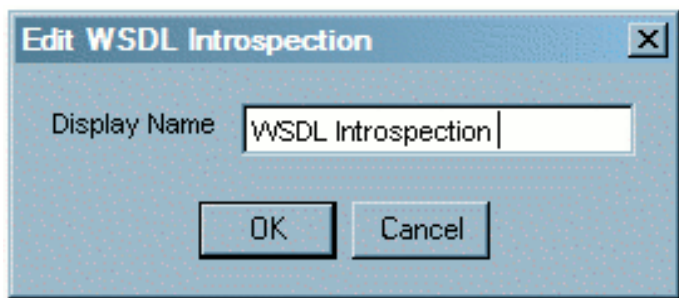 Edit WSDL Introspection
Display Name WSDL Introspection
OK Cancel